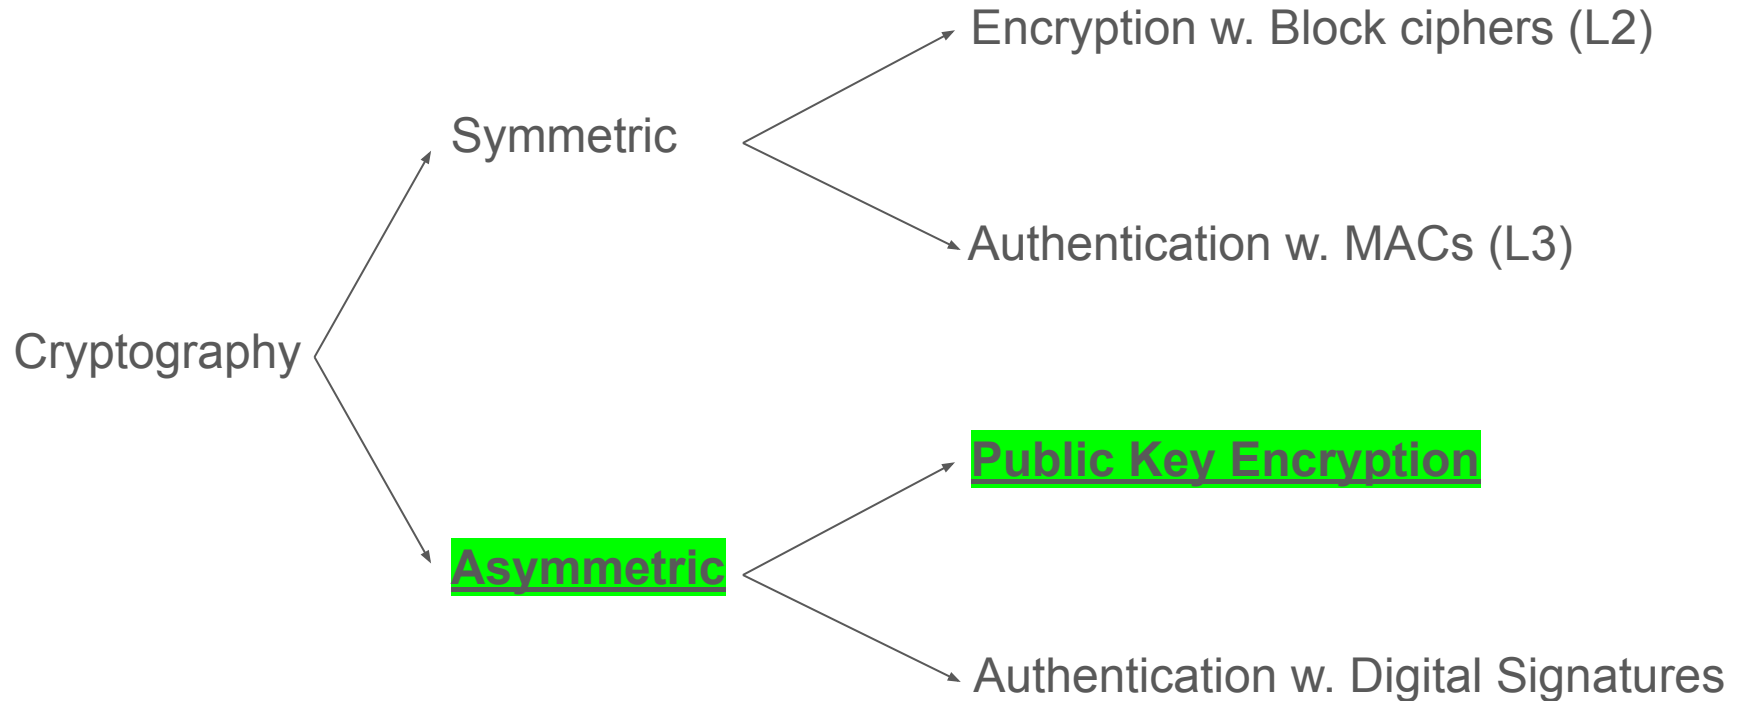 Encryption w. Block ciphers (L2)
Symmetric
Authentication w. MACs (L3)
Cryptography
Public Key Encryption
Asymmetric
Authentication w. Digital Signatures